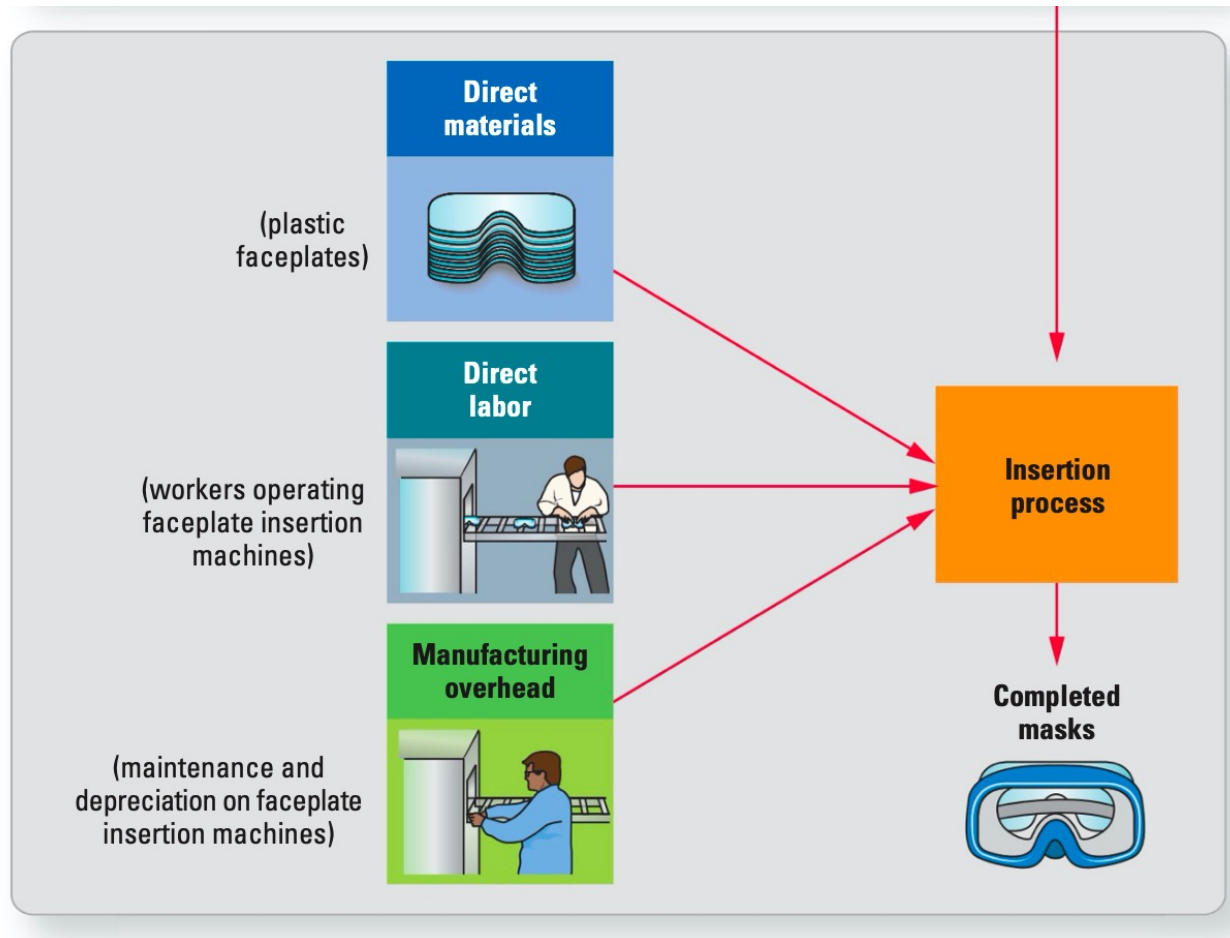 Direct
materials
(plastic
faceplates)
Direct
labor
(workers operating
faceplate insertion
machines)
Manufacturing
overhead
(maintenance and
depreciation on faceplate
insertion machines)
Insertion
process
Completed
masks